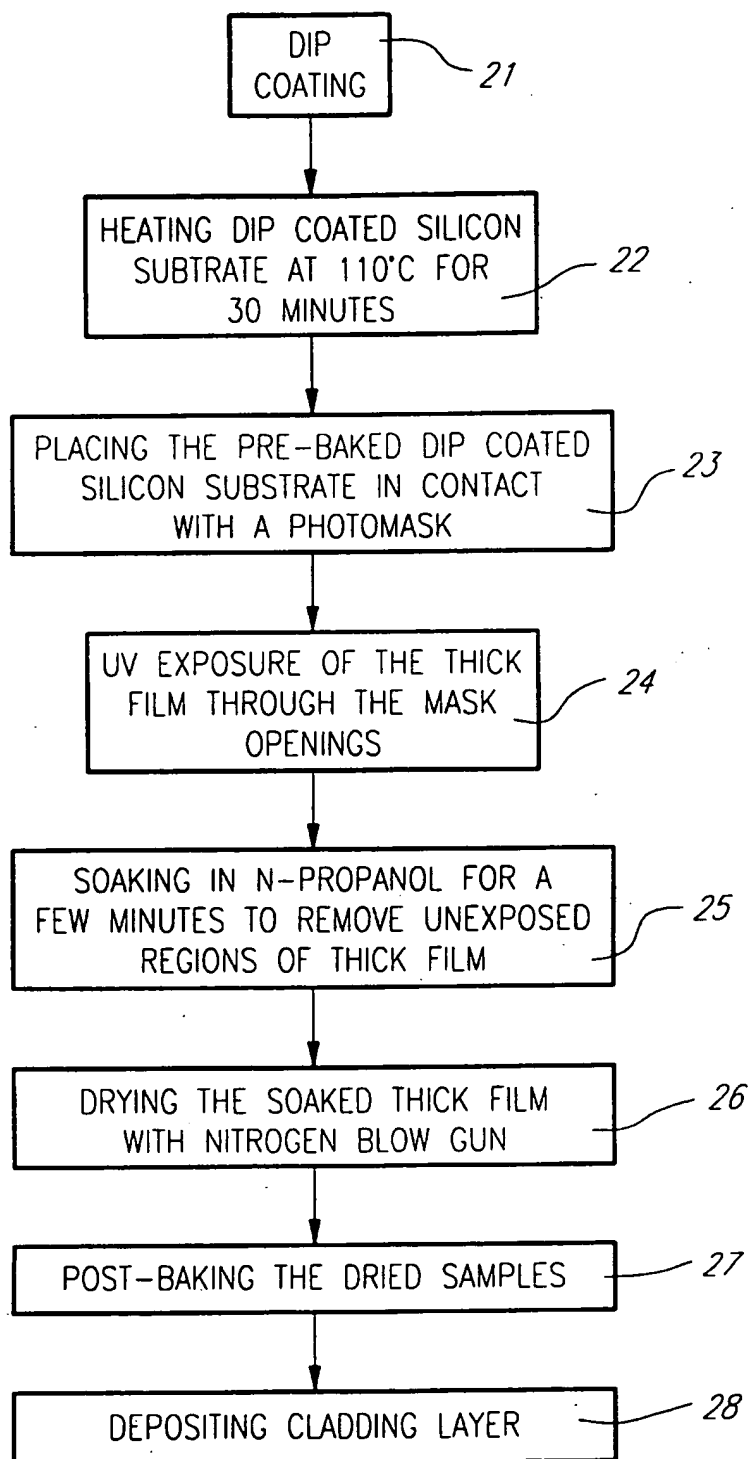 DIP
COATING
21
HEATING DIP COATED SILICON
SUBTRATE AT 110°C FOR
30 MINUTES
22
PLACING THE PRE-BAKED DIP COATED
SILICON SUBSTRATE IN CONTACT
WITH A PHOTOMASK
23
UV EXPOSURE OF THE THICK
FILM THROUGH THE MASK
OPENINGS
24
SOAKING IN N-PROPANOL FOR A
FEW MINUTES TO REMOVE UNEXPOSED
REGIONS OF THICK FILM
25
DRYING THE SOAKED THICK FILM
WITH NITROGEN BLOW GUN
26
POST-BAKING THE DRIED SAMPLES
27
DEPOSITING CLADDING LAYER
28